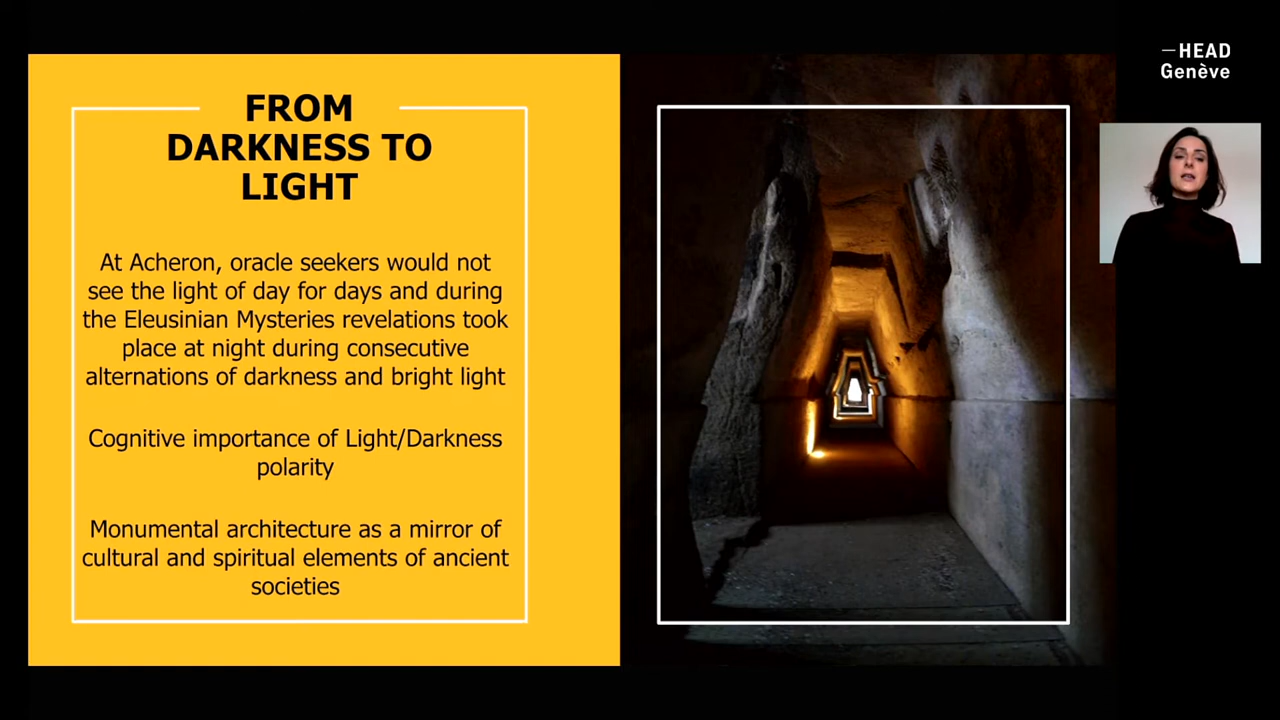 FROM
DARKNESS TO
LIGHT
At Acheron, oracle seekers would not
see the light of day for days and during
the Eleusinian Mysteries revelations took
place at night during consecutive
alternations of darkness and bright light
Cognitive importance of Light/Darkness
polarity
Monumental architecture as a mirror of
cultural and spiritual elements of ancient
societies
—HEAD
Genève